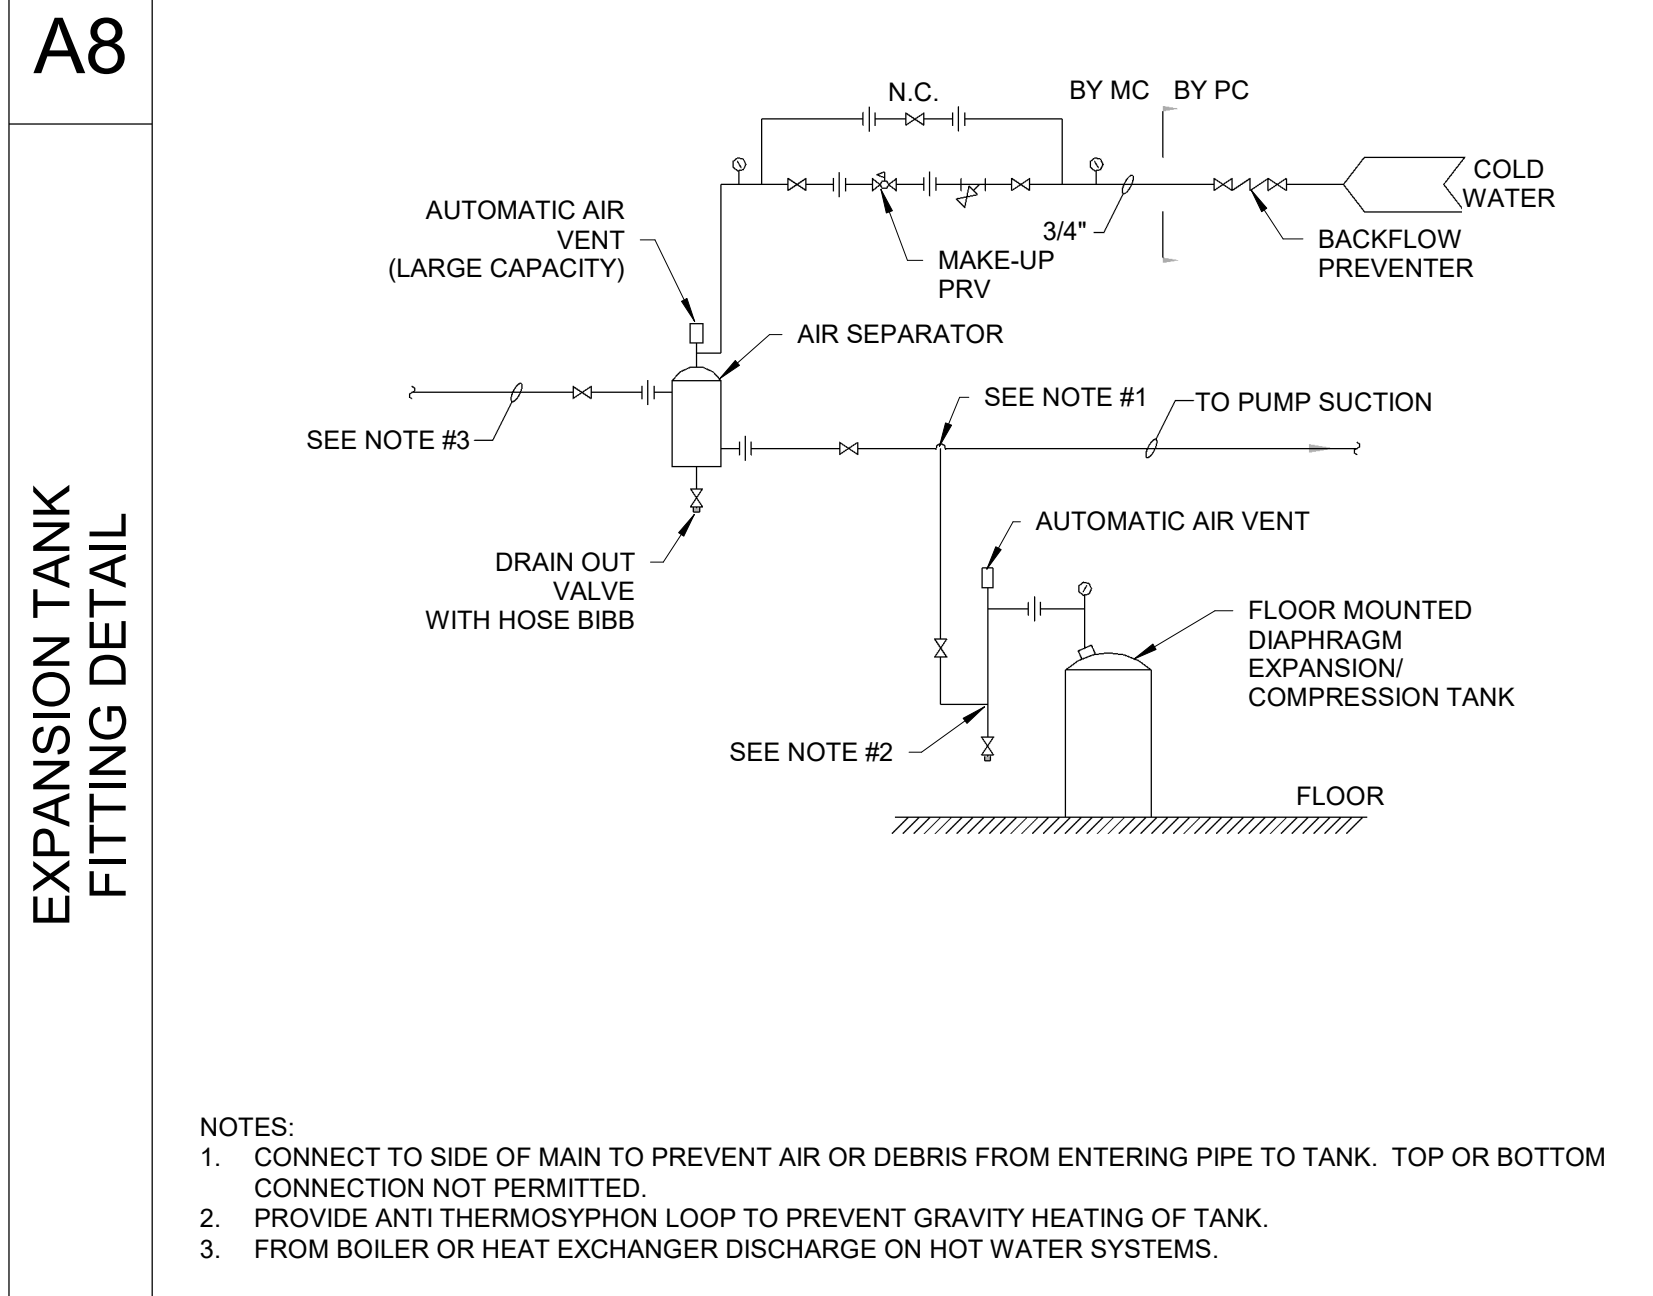 A8
EXPANSION TANK
FITTING DETAIL
N.C.
BY MC
BY PC
COLD
WATER
3/4"
BACKFLOW
PREVENTER
MAKE-UP
PRV
AUTOMATIC AIR
VENT
(LARGE CAPACITY)
AIR SEPARATOR
SEE NOTE #3
SEE NOTE #1
TO PUMP SUCTION
DRAIN OUT
VALVE
WITH HOSE BIBB
AUTOMATIC AIR VENT
FLOOR MOUNTED
DIAPHRAGM
EXPANSION/
COMPRESSION TANK
SEE NOTE #2
FLOOR
NOTES:
1. CONNECT TO SIDE OF MAIN TO PREVENT AIR OR DEBRIS FROM ENTERING PIPE TO TANK. TOP OR BOTTOM
CONNECTION NOT PERMITTED.
2. PROVIDE ANTI THERMOSYPHON LOOP TO PREVENT GRAVITY HEATING OF TANK.
3. FROM BOILER OR HEAT EXCHANGER DISCHARGE ON HOT WATER SYSTEMS.